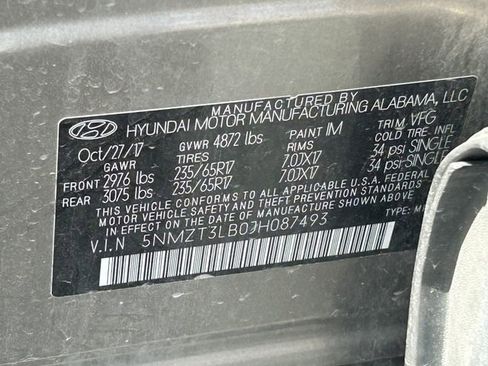 MANUFACTURED BY
HYUNDAI MOTOR MANUFACTURING ALABAMA, LLC
Oct/27/17 GVWR 4872 lbs PAINT IM TRIM VFG
GAWR TIRES RIMS COLD TIRE INFL
FRONT 2976 lbs 235/65R17 7.0JX17 34 psi SINGLE
REAR 3075 lbs 235/65R17 7.0JX17 34 psi SINGLE
THIS VEHICLE CONFORMS TO ALL APPLICABLE U.S.A FEDERAL
MOTOR VEHICLE SAFETY STANDARDS IN EFFECT ON THE
DATE OF MANUFACTURE SHOWN ABOVE
V.I.N 5NMZT3LB0JH087493 TYPE: